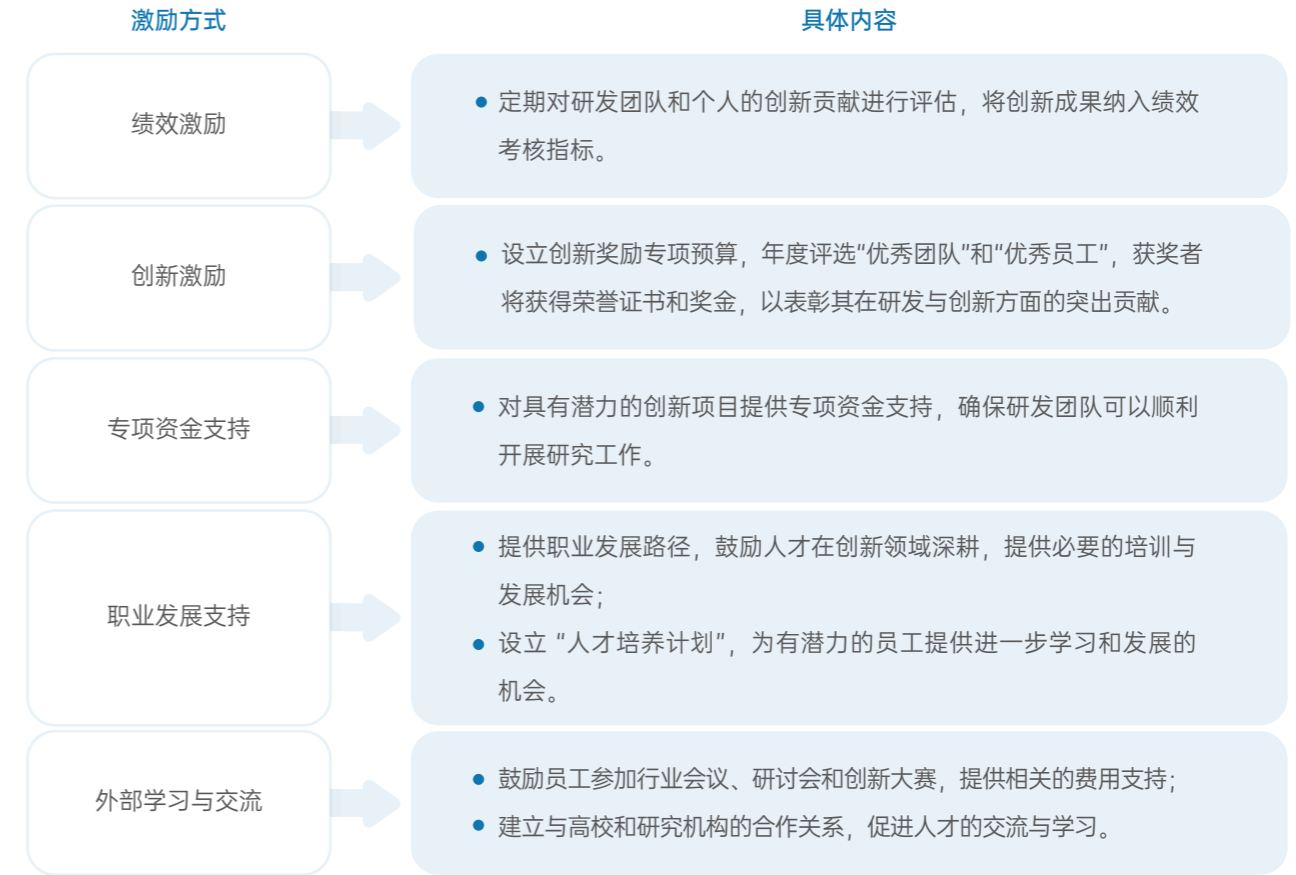 激励方式
具体内容
绩效激励
● 定期对研发团队和个人的创新贡献进行评估，将创新成果纳入绩效
考核指标。
创新激励
● 设立创新奖励专项预算，年度评选“优秀团队”和“优秀员工”，获奖者
将获得荣誉证书和奖金，以表彰其在研发与创新方面的突出贡献。
专项资金支持
● 对具有潜力的创新项目提供专项资金支持，确保研发团队可以顺利
开展研究工作。
职业发展支持
● 提供职业发展路径，鼓励人才在创新领域深耕，提供必要的培训与
发展机会；
● 设立 “人才培养计划”，为有潜力的员工提供进一步学习和发展的
机会。
外部学习与交流
● 鼓励员工参加行业会议、研讨会和创新大赛，提供相关的费用支持；
● 建立与高校和研究机构的合作关系，促进人才的交流与学习。